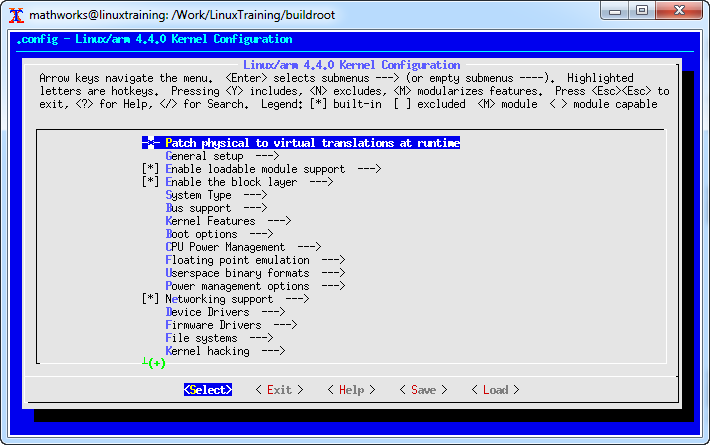 mathworks@linuxtraining: /Work/LinuxTraining/buildroot
.config - Linux/arm 4.4.0 Kernel Configuration
Linux/arm 4.4.0 Kernel Configuration
Arrow keys navigate the menu.  <Enter> selects submenus ---> (or empty submenus ----).  Highlighted
letters are hotkeys.  Pressing <Y> includes, <N> excludes, <M> modularizes features.  Press <Esc><Esc> to
exit, <?> for Help, </> for Search.  Legend: [*] built-in  [ ] excluded  <M> module  < > module capable
-*- Patch physical to virtual translations at runtime
General setup  --->
[*] Enable loadable module support  --->
[*] Enable the block layer  --->
System Type  --->
Bus support  --->
Kernel Features  --->
Boot options  --->
CPU Power Management  --->
Floating point emulation  --->
Userspace binary formats  --->
Power management options  --->
[*] Networking support  --->
Device Drivers  --->
Firmware Drivers  --->
File systems  --->
Kernel hacking  --->
┴(+)
<Select>    < Exit >    < Help >    < Save >    < Load >